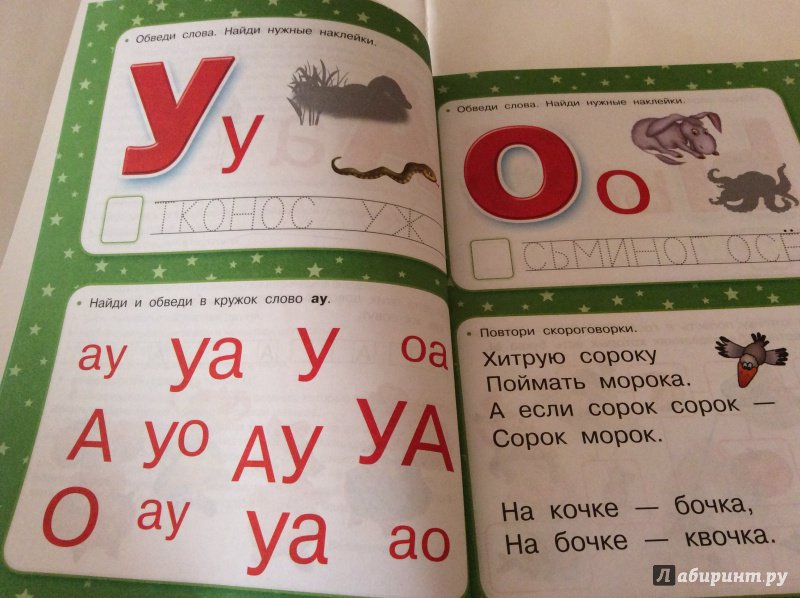 • Обведи слова. Найди нужные наклейки.
У у
ТКОНОС УЖ
• Найди и обведи в кружок слово ау.
ау уа У оа
А уо Ау УА
О ау уа ао
• Обведи слова. Найди нужные наклейки.
О о
СЬМИНОГ ОСЁ
• Повтори скороговорки.
Хитрую сороку
Поймать морока.
А если сорок сорок —
Сорок морок.
На кочке — бочка,
На бочке — квочка.
Лабиринт.ру